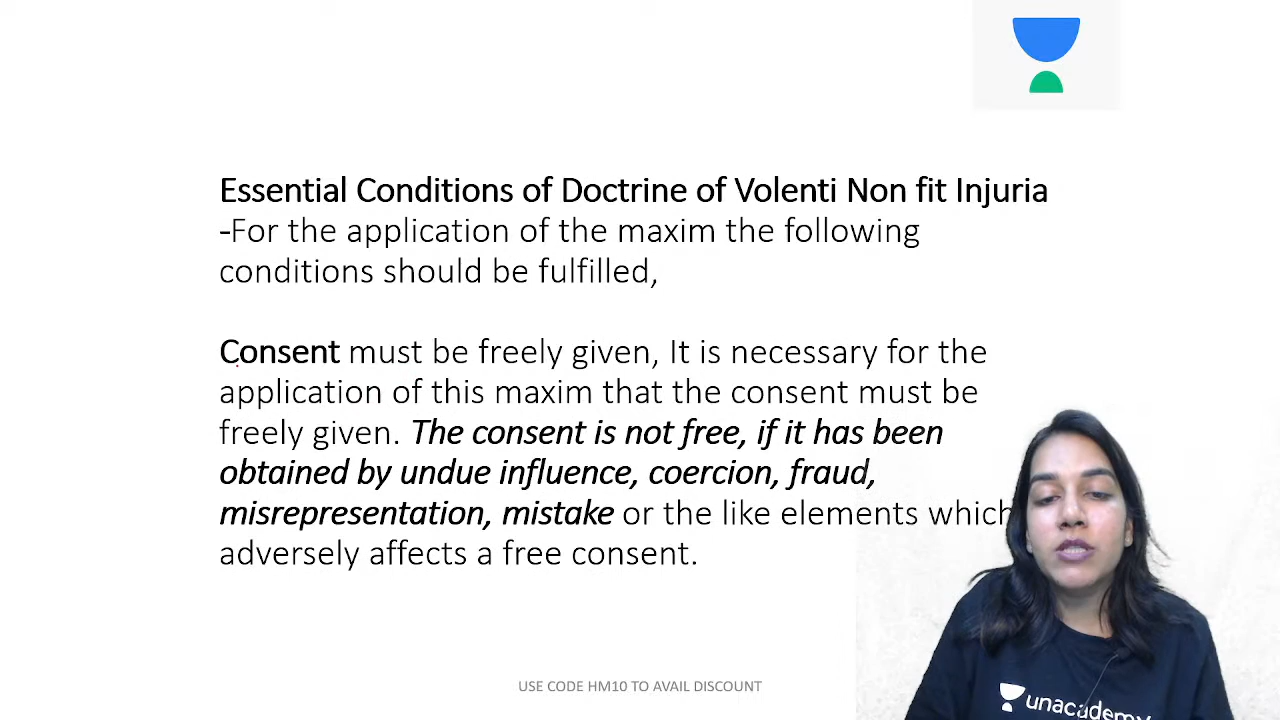 Essential Conditions of Doctrine of Volenti Non fit Injuria
-For the application of the maxim the following
conditions should be fulfilled,
Consent must be freely given, It is necessary for the
application of this maxim that the consent must be
freely given. The consent is not free, if it has been
obtained by undue influence, coercion, fraud,
misrepresentation, mistake or the like elements which
adversely affects a free consent.
USE CODE HM10 TO AVAIL DISCOUNT
unacademy